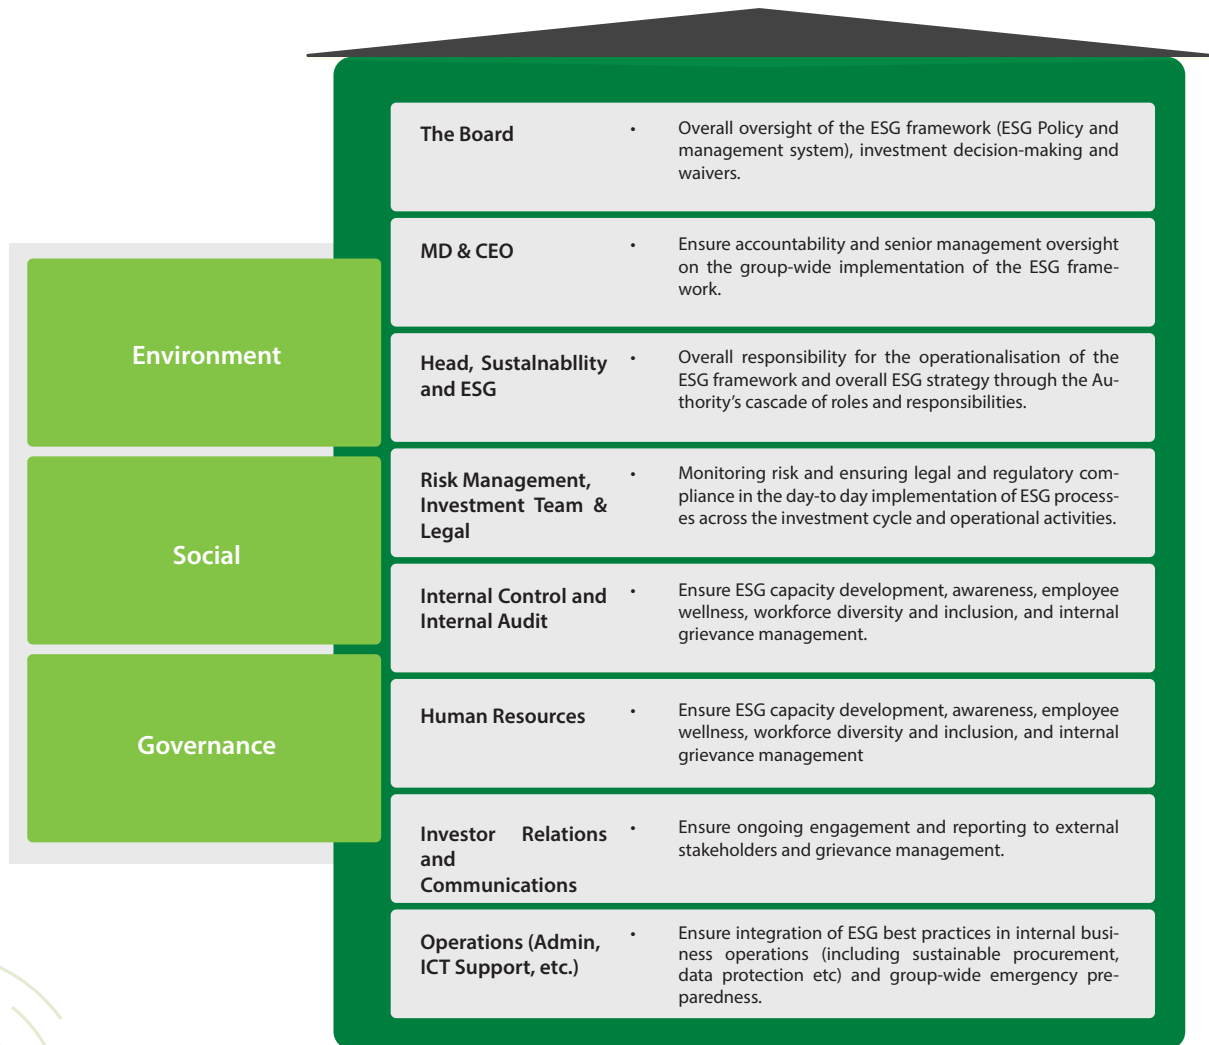 The Board
• Overall oversight of the ESG framework (ESG Policy and
management system), investment decision-making and
waivers.
MD & CEO
• Ensure accountability and senior management oversight
on the group-wide implementation of the ESG frame-
work.
Environment
Head, Sustalnabllity
and ESG
• Overall responsibility for the operationalisation of the
ESG framework and overall ESG strategy through the Au-
thority's cascade of roles and responsibilities.
Risk Management,
Investment Team &
Legal
• Monitoring risk and ensuring legal and regulatory com-
pliance in the day-to day implementation of ESG process-
es across the investment cycle and operational activities.
Social
Internal Control and
Internal Audit
• Ensure ESG capacity development, awareness, employee
wellness, workforce diversity and inclusion, and internal
grievance management.
Governance
Human Resources
• Ensure ESG capacity development, awareness, employee
wellness, workforce diversity and inclusion, and internal
grievance management
Investor Relations
and
Communications
• Ensure ongoing engagement and reporting to external
stakeholders and grievance management.
Operations (Admin,
ICT Support, etc.)
• Ensure integration of ESG best practices in internal busi-
ness operations (including sustainable procurement,
data protection etc) and group-wide emergency pre-
paredness.